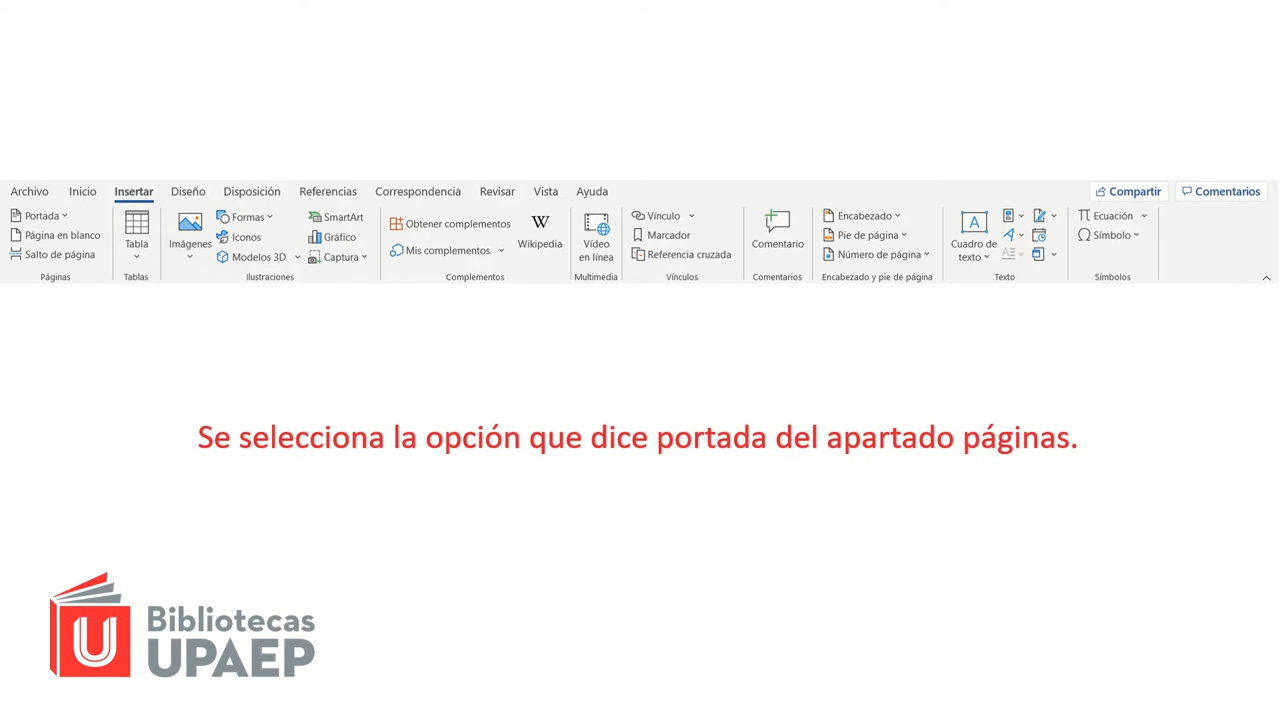 Archivo Inicio Insertar Diseño Disposición Referencias Correspondencia Revisar Vista Ayuda Compartir Comentarios
Portada
Página en blanco
Salto de página
Páginas
Tabla
Tablas
Imágenes
Formas
Iconos
Modelos 3D
SmartArt
Gráfico
Captura
Ilustraciones
Obtener complementos
Mis complementos
W
Wikipedia
Complementos
Vídeo
en línea
Multimedia
Vínculo
Marcador
Referencia cruzada
Vínculos
Comentario
Comentarios
Encabezado
Pie de página
Número de página
Encabezado y pie de página
A
Cuadro de
texto
Texto
π Ecuación
Ω Símbolo
Símbolos
Se selecciona la opción que dice portada del apartado páginas.
U
Bibliotecas
UPAEP